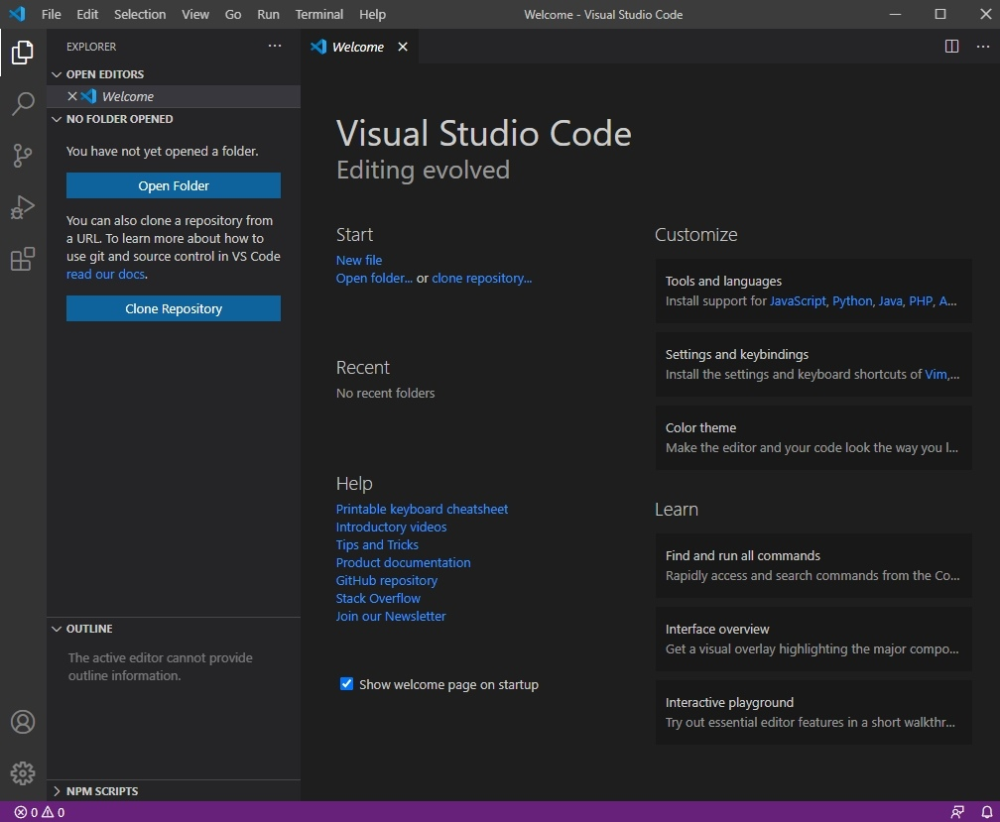 File Edit Selection View Go Run Terminal Help Welcome - Visual Studio Code
EXPLORER
OPEN EDITORS
Welcome
NO FOLDER OPENED
You have not yet opened a folder.
Open Folder
You can also clone a repository from
a URL. To learn more about how to
use git and source control in VS Code
read our docs.
Clone Repository
OUTLINE
The active editor cannot provide
outline information.
NPM SCRIPTS
Welcome
Visual Studio Code
Editing evolved
Start
New file
Open folder... or clone repository...
Recent
No recent folders
Help
Printable keyboard cheatsheet
Introductory videos
Tips and Tricks
Product documentation
GitHub repository
Stack Overflow
Join our Newsletter
Show welcome page on startup
Customize
Tools and languages
Install support for JavaScript, Python, Java, PHP, A...
Settings and keybindings
Install the settings and keyboard shortcuts of Vim,...
Color theme
Make the editor and your code look the way you l...
Learn
Find and run all commands
Rapidly access and search commands from the Co...
Interface overview
Get a visual overlay highlighting the major compo...
Interactive playground
Try out essential editor features in a short walkthr...
0 0